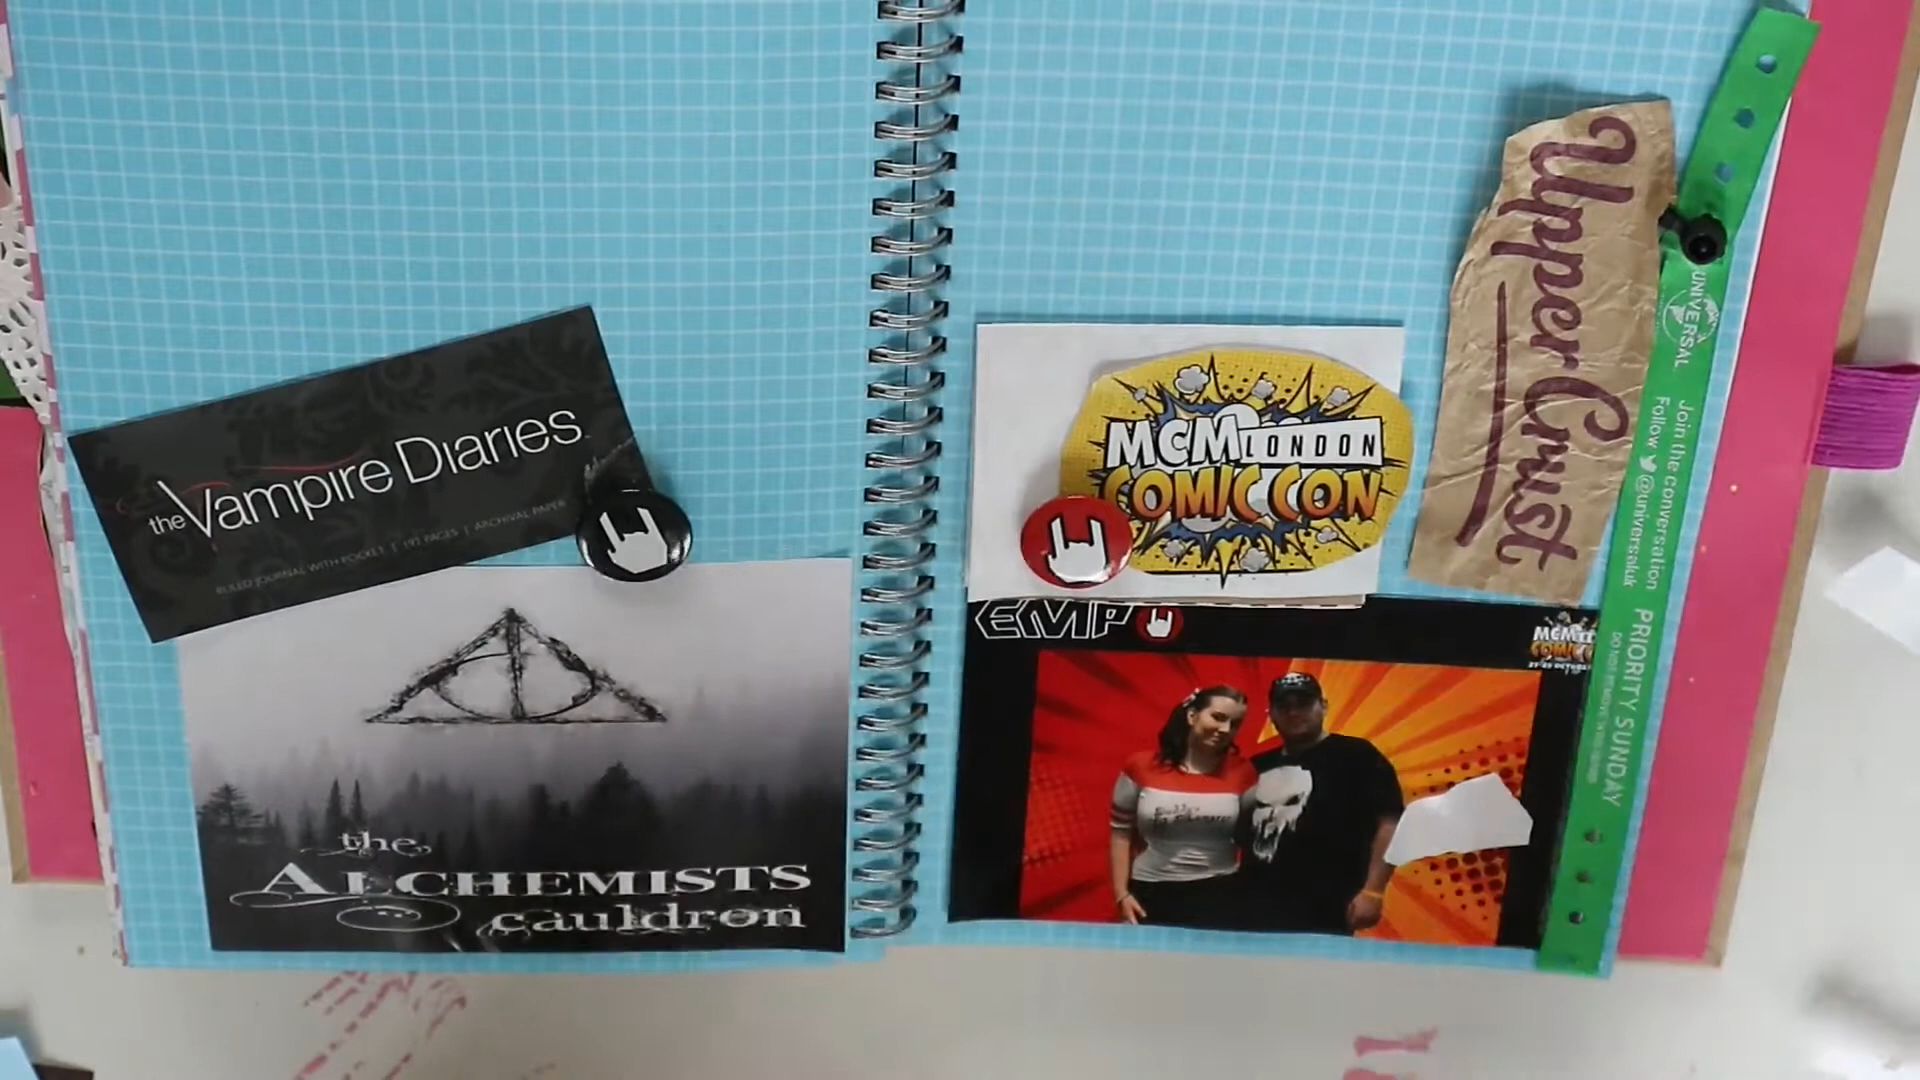 the Vampire Diaries
RULED JOURNAL WITH POCKET | 192 PAGES | ARCHIVAL PAPER
the
ALCHEMISTS
cauldron
MCM LONDON
COMIC CON
EMP
MCM
COMIC
Upper Crust
UNIVERSAL
Join the conversation
Follow @universaluk
PRIORITY SUNDAY